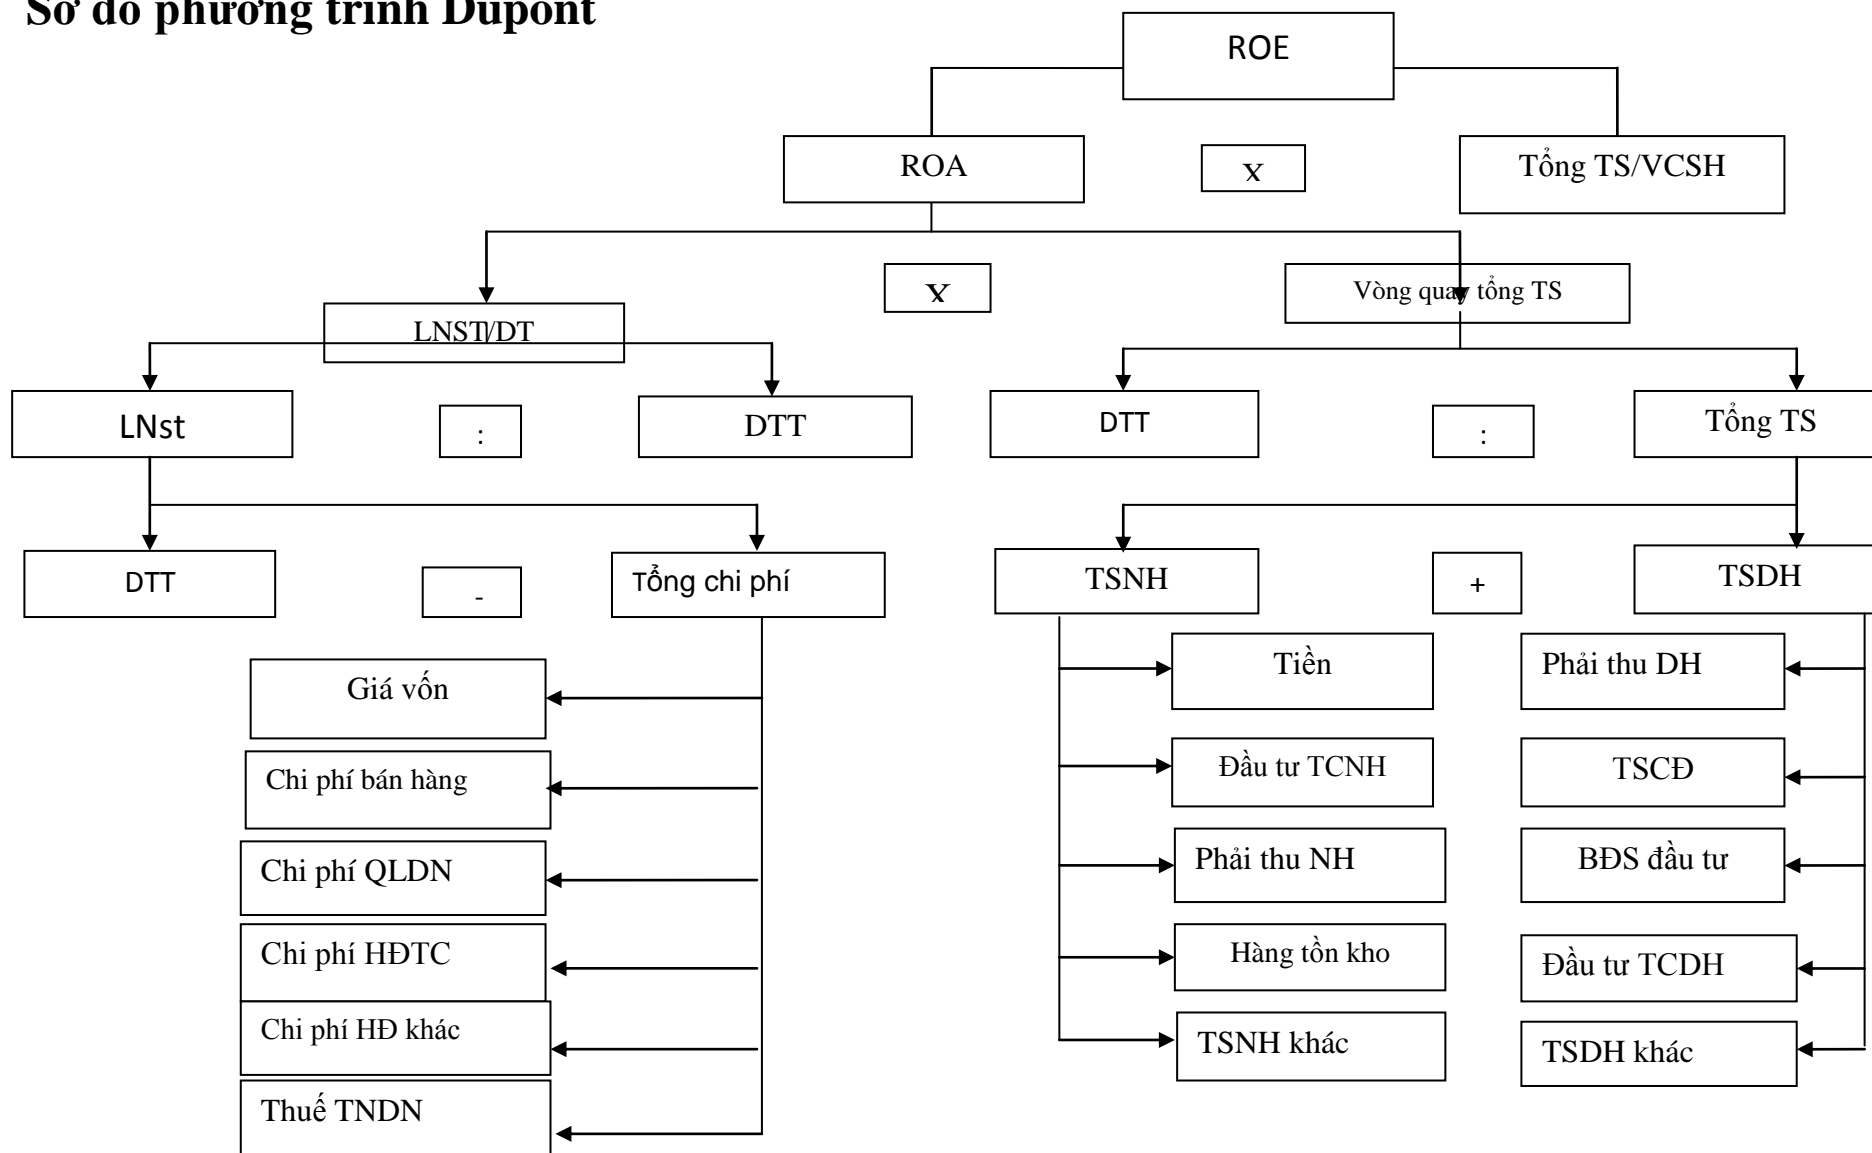 Sơ đồ phương trình Dupont
ROE
ROA
x
Tổng TS/VCSH
x
Vòng quay tổng TS
LNST/DT
LNst
:
DTT
DTT
:
Tổng TS
DTT
-
Tổng chi phí
TSNH
+
TSDH
Giá vốn
Chi phí bán hàng
Chi phí QLDN
Chi phí HĐTC
Chi phí HĐ khác
Thuế TNDN
Tiền
Đầu tư TCNH
Phải thu NH
Hàng tồn kho
TSNH khác
Phải thu DH
TSCĐ
BĐS đầu tư
Đầu tư TCDH
TSDH khác